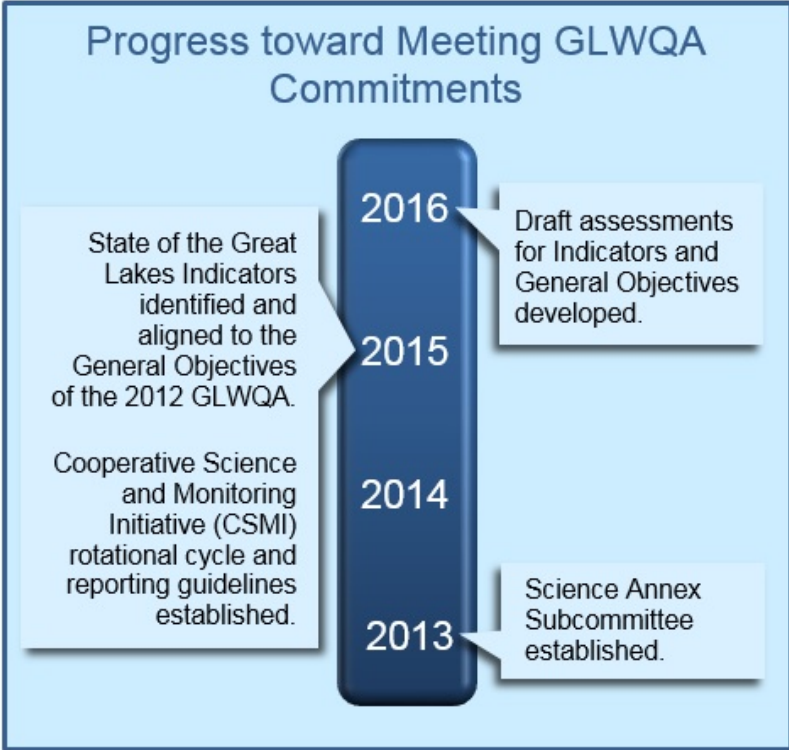 Progress toward Meeting GLWQA
Commitments
2016
Draft assessments
for Indicators and
General Objectives
developed.
State of the Great
Lakes Indicators
identified and
aligned to the
General Objectives
of the 2012 GLWQA.
Cooperative Science
and Monitoring
Initiative (CSMI)
rotational cycle and
reporting guidelines
established.
2015
2014
2013
Science Annex
Subcommittee
established.